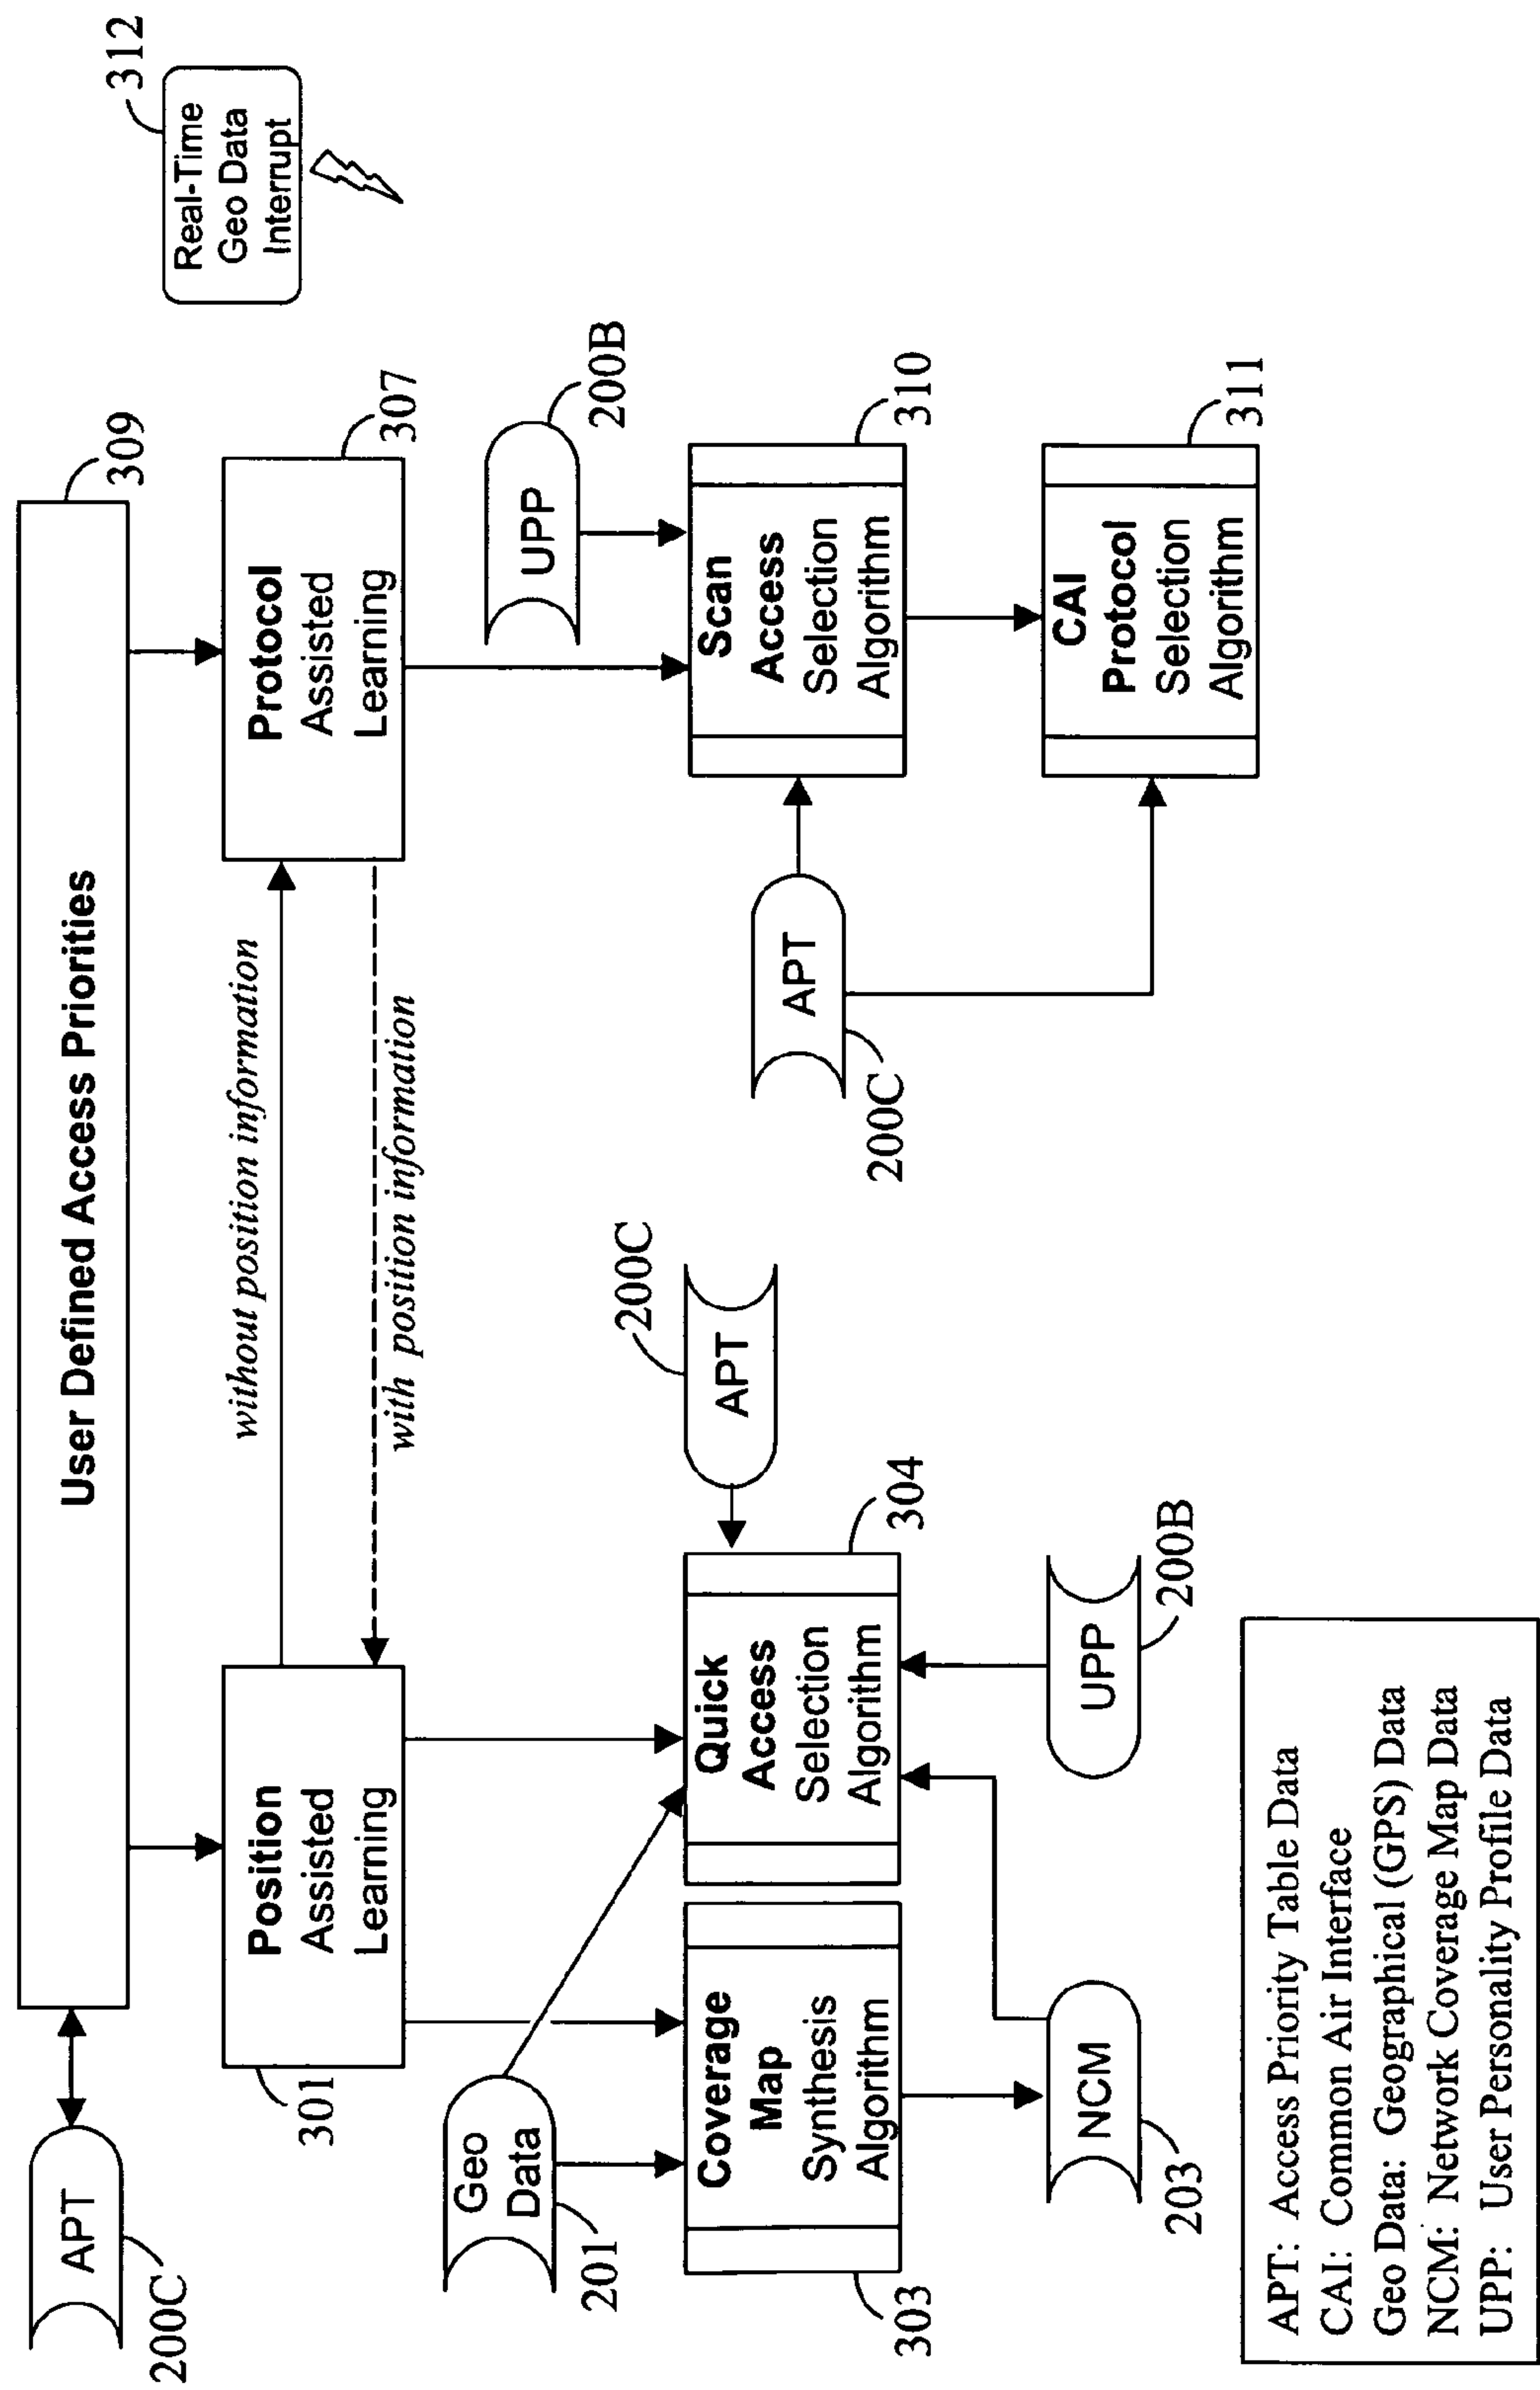 APT
200C
User Defined Access Priorities
309
312
Real-Time
Geo Data
Interrupt
301
Position
Assisted
Learning
without position information
with position information
Protocol
Assisted
Learning
307
Geo
Data
201
200C
APT
UPP
200B
303
Coverage
Map
Synthesis
Algorithm
Quick
Access
Selection
Algorithm
304
200C
APT
Scan
Access
Selection
Algorithm
310
203
NCM
UPP
200B
CAI
Protocol
Selection
Algorithm
311
APT: Access Priority Table Data
CAI: Common Air Interface
Geo Data: Geographical (GPS) Data
NCM: Network Coverage Map Data
UPP: User Personality Profile Data